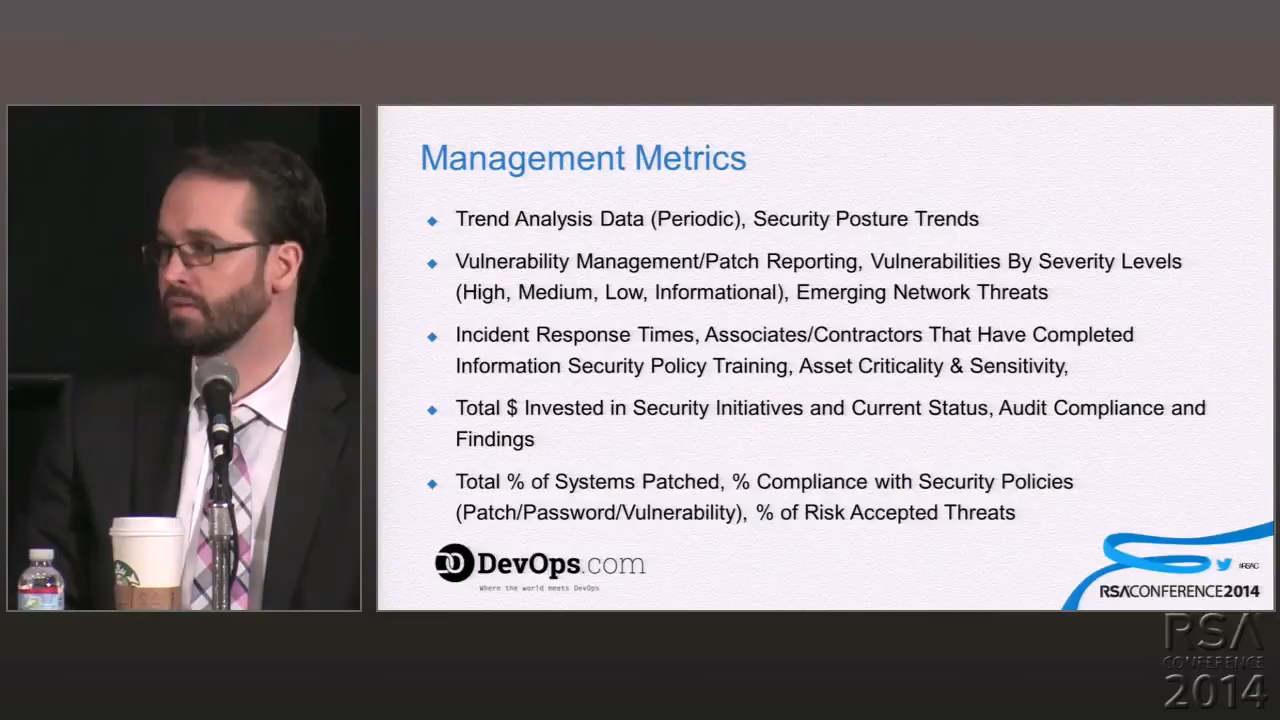 Management Metrics
Trend Analysis Data (Periodic), Security Posture Trends
Vulnerability Management/Patch Reporting, Vulnerabilities By Severity Levels
(High, Medium, Low, Informational), Emerging Network Threats
Incident Response Times, Associates/Contractors That Have Completed
Information Security Policy Training, Asset Criticality & Sensitivity,
Total $ Invested in Security Initiatives and Current Status, Audit Compliance and
Findings
Total % of Systems Patched, % Compliance with Security Policies
(Patch/Password/Vulnerability), % of Risk Accepted Threats
DevOps.com
Where the world meets DevOps
#RSAC
RSACONFERENCE2014
RSA
CONFERENCE
2014